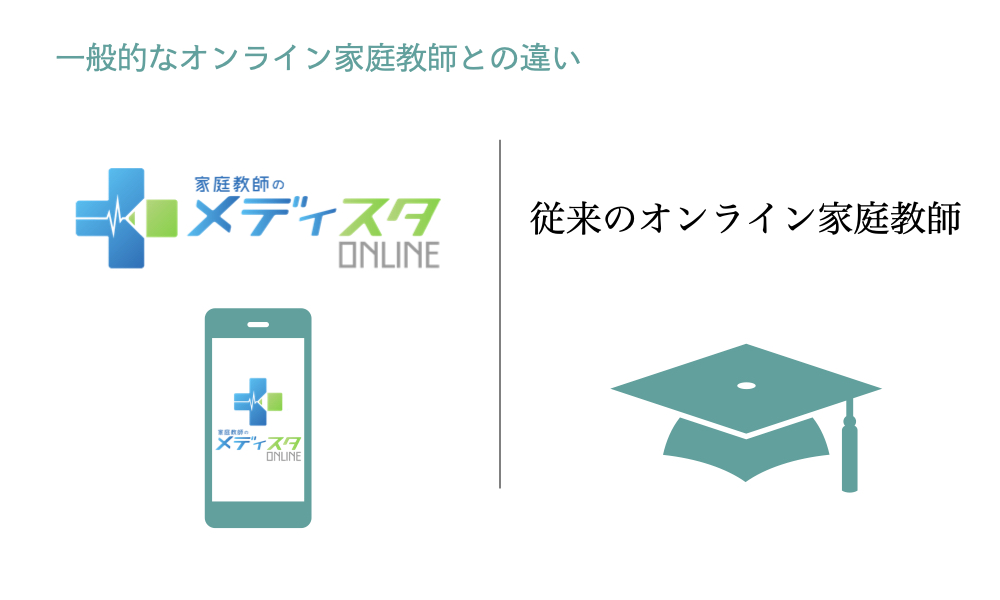 一般的なオンライン家庭教師との違い
家庭教師の
メディスタ
ONLINE
従来のオンライン家庭教師
家庭教師の
メディスタ
ONLINE